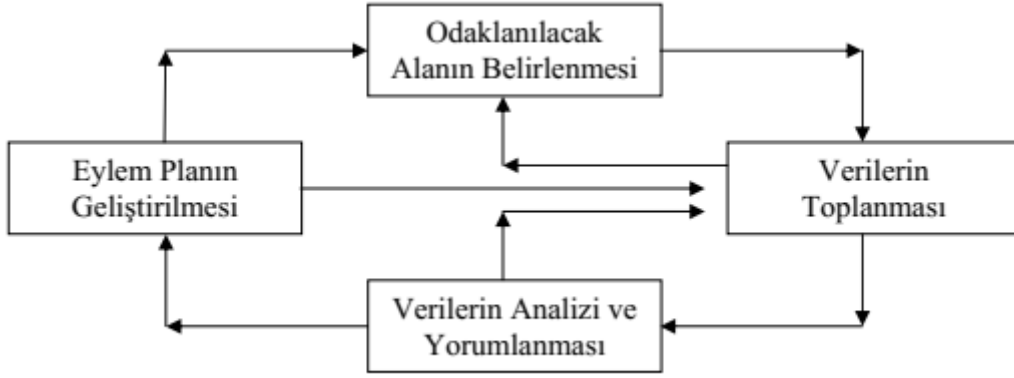 Odaklanılacak
Alanın Belirlenmesi
Eylem Planın
Geliştirilmesi
Verilerin
Toplanması
Verilerin Analizi ve
Yorumlanması